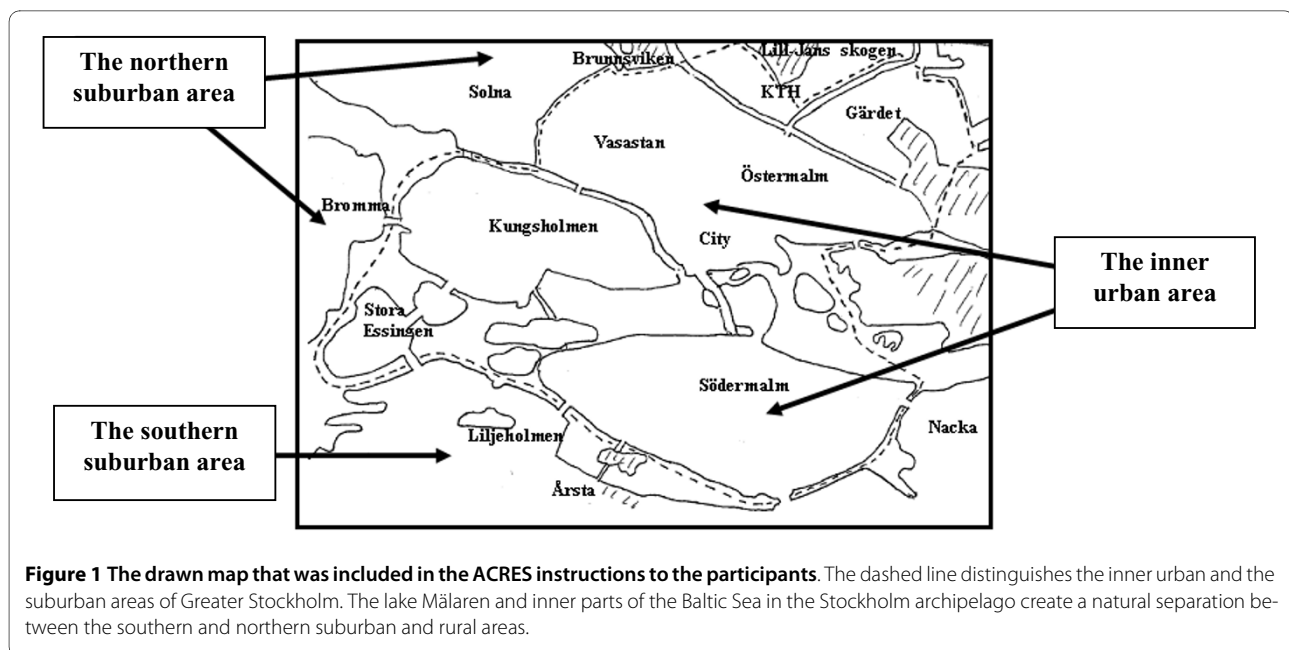 The northern
suburban area
Brunnsviken
Lill-Jans skogen
Solna
KTH
Gärdet
Vasastan
Östermalm
Bromma
Kungsholmen
City
The inner
urban area
Stora
Essingen
Södermalm
The southern
suburban area
Liljeholmen
Nacka
Årsta
Figure 1 The drawn map that was included in the ACRES instructions to the participants. The dashed line distinguishes the inner urban and the
suburban areas of Greater Stockholm. The lake Mälaren and inner parts of the Baltic Sea in the Stockholm archipelago create a natural separation be-
tween the southern and northern suburban and rural areas.